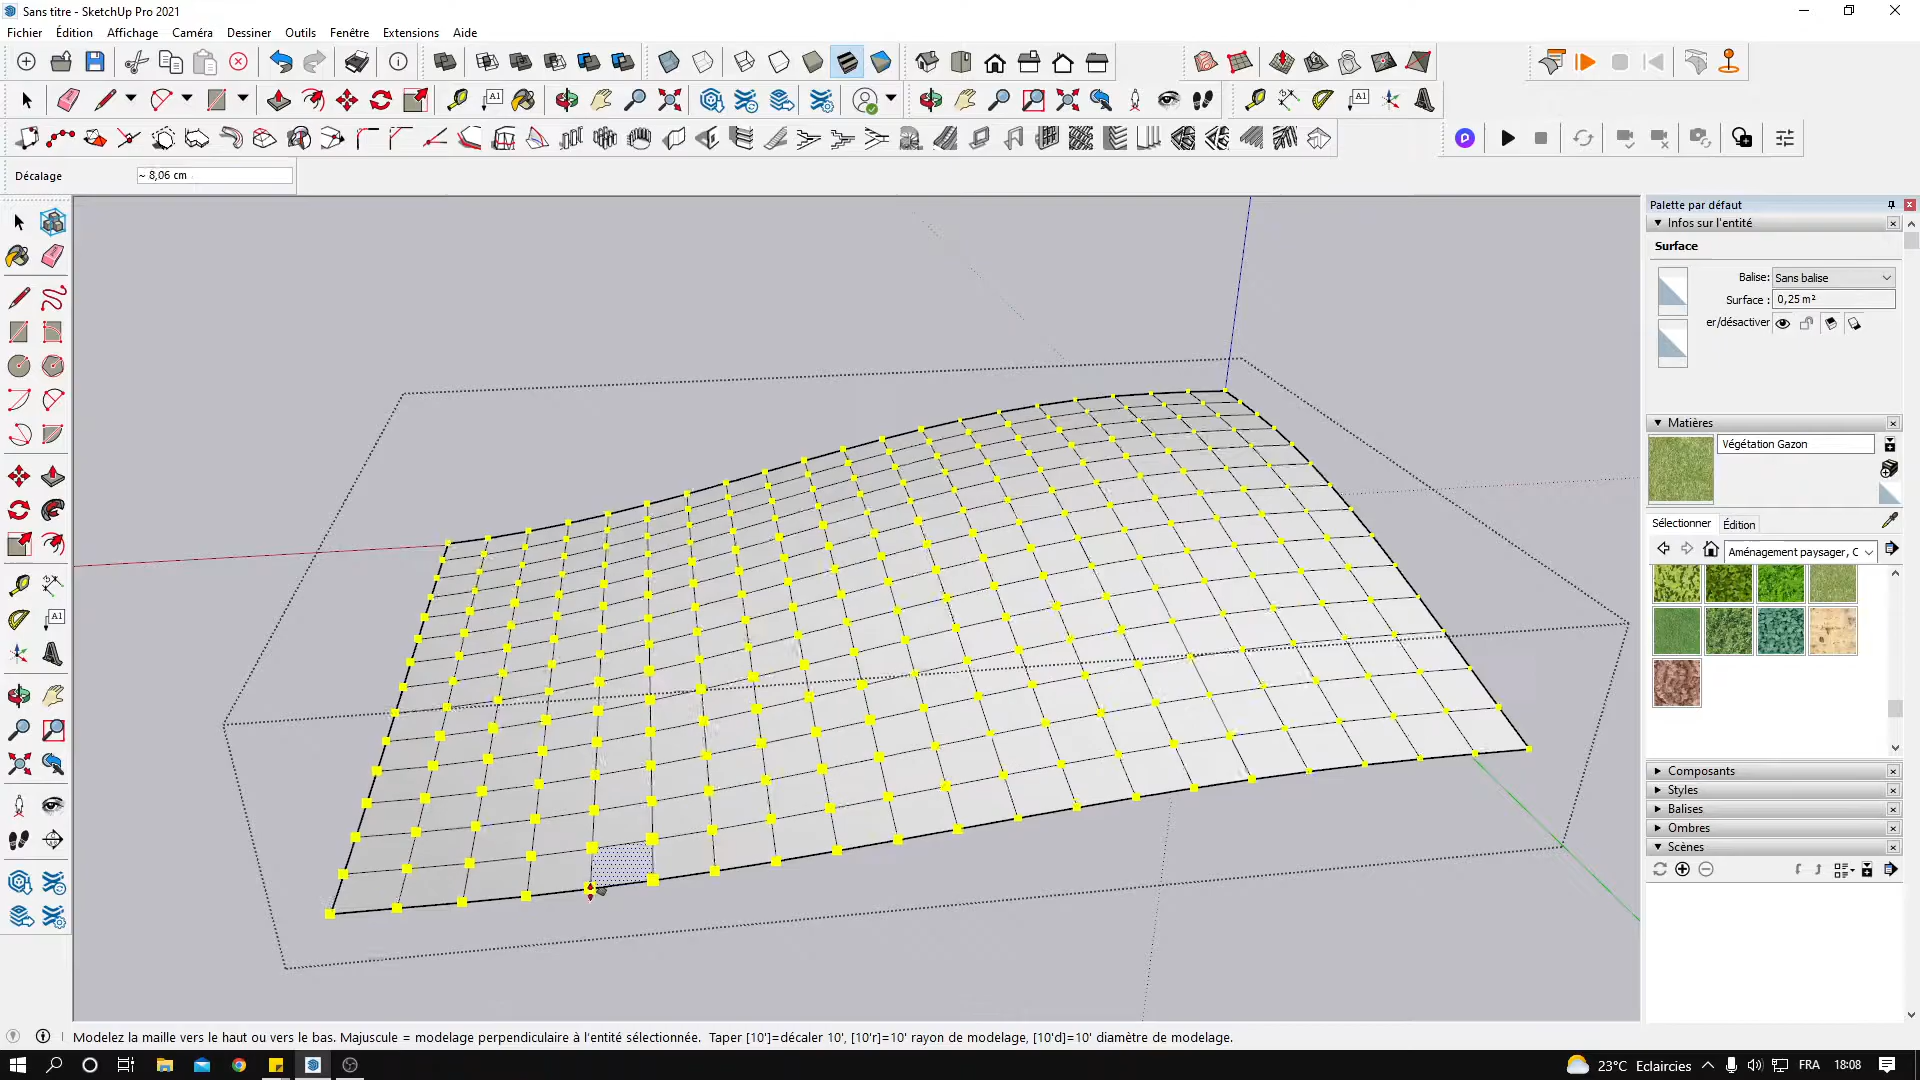 Sans titre - SketchUp Pro 2021
Fichier Édition Affichage Caméra Dessiner Outils Fenêtre Extensions Aide
A1
A1
Décalage ~ 8,06 cm
Palette par défaut
Infos sur l'entité
Surface
Balise: Sans balise
Surface : 0,25 m²
er/désactiver
Matières
Végétation Gazon
Sélectionner Édition
Aménagement paysager, C
A1
Composants
Styles
Balises
Ombres
Scènes
Modelez la maille vers le haut ou vers le bas. Majuscule = modelage perpendiculaire à l'entité sélectionnée. Taper [10']=décaler 10', [10'r]=10' rayon de modelage, [10'd]=10' diamètre de modelage.
23°C Eclaircies FRA 18:08